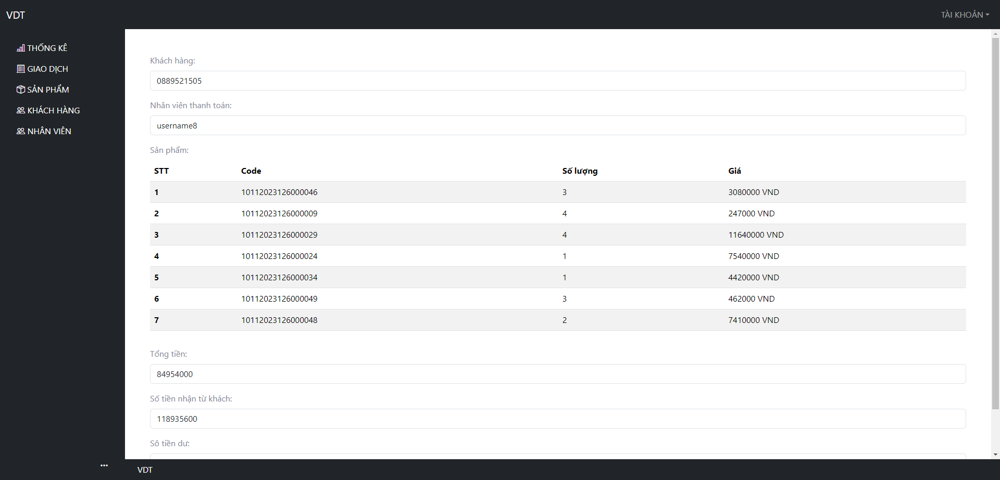 VDT
TÀI KHOẢN
THỐNG KÊ
GIAO DỊCH
SẢN PHẨM
KHÁCH HÀNG
NHÂN VIÊN
Khách hàng:
0889521505
Nhân viên thanh toán:
username8
Sản phẩm:
STT Code Số lượng Giá
1 10112023126000046 3 3080000 VND
2 10112023126000009 4 247000 VND
3 10112023126000029 4 11640000 VND
4 10112023126000024 1 7540000 VND
5 10112023126000034 1 4420000 VND
6 10112023126000049 3 462000 VND
7 10112023126000048 2 7410000 VND
Tổng tiền:
84954000
Số tiền nhận từ khách:
118935600
Sô tiền dư:
VDT